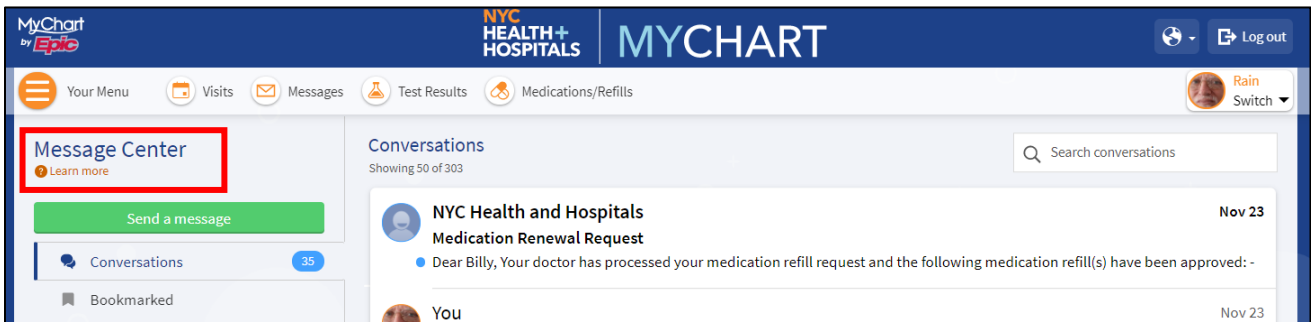 MyChart
by Epic
NYC
HEALTH+
HOSPITALS
MYCHART
Log out
Your Menu
Visits
Messages
Test Results
Medications/Refills
Rain
Switch
Message Center
? Learn more
Send a message
Conversations 35
Bookmarked
Conversations
Showing 50 of 303
Search conversations
NYC Health and Hospitals Nov 23
Medication Renewal Request
Dear Billy, Your doctor has processed your medication refill request and the following medication refill(s) have been approved: -
You Nov 23